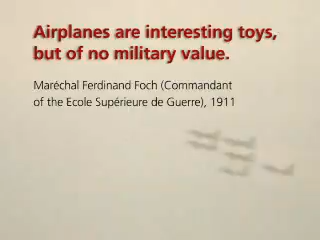 Airplanes are interesting toys,
but of no military value.
Maréchal Ferdinand Foch (Commandant
of the Ecole Supérieure de Guerre), 1911